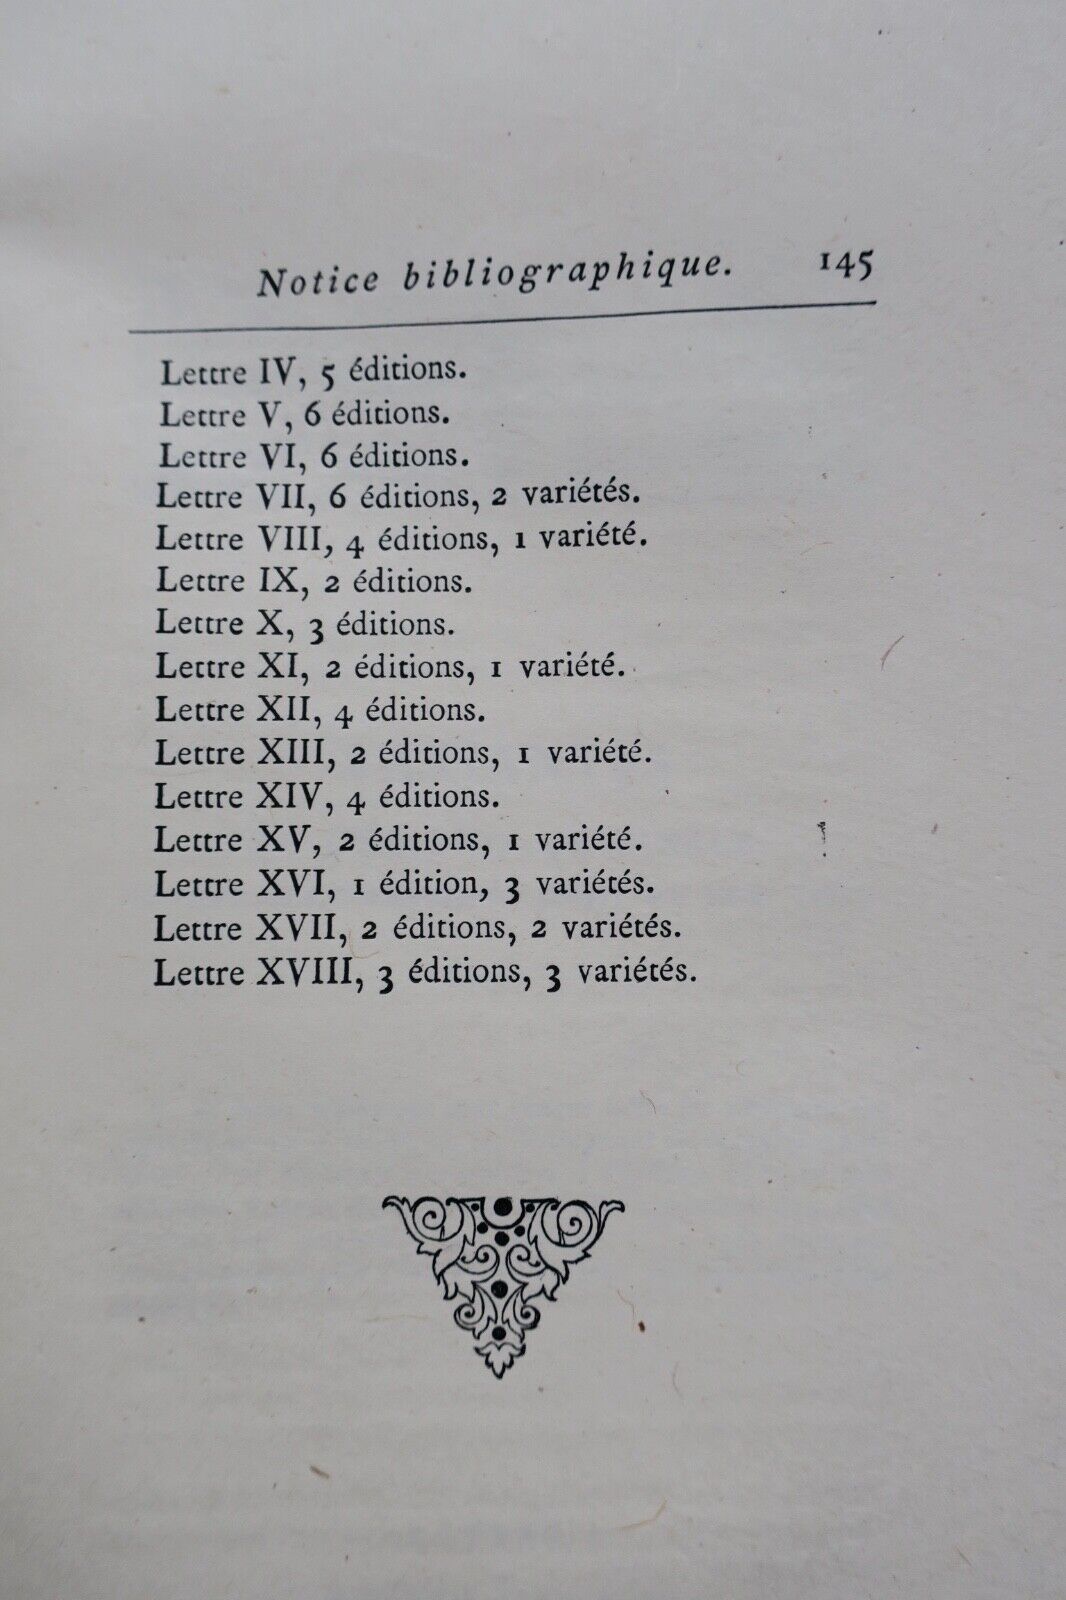 Notice bibliographique. 145
Lettre IV, 5 éditions.
Lettre V, 6 éditions.
Lettre VI, 6 éditions.
Lettre VII, 6 éditions, 2 variétés.
Lettre VIII, 4 éditions, 1 variété.
Lettre IX, 2 éditions.
Lettre X, 3 éditions.
Lettre XI, 2 éditions, 1 variété.
Lettre XII, 4 éditions.
Lettre XIII, 2 éditions, 1 variété.
Lettre XIV, 4 éditions.
Lettre XV, 2 éditions, 1 variété.
Lettre XVI, 1 édition, 3 variétés.
Lettre XVII, 2 éditions, 2 variétés.
Lettre XVIII, 3 éditions, 3 variétés.